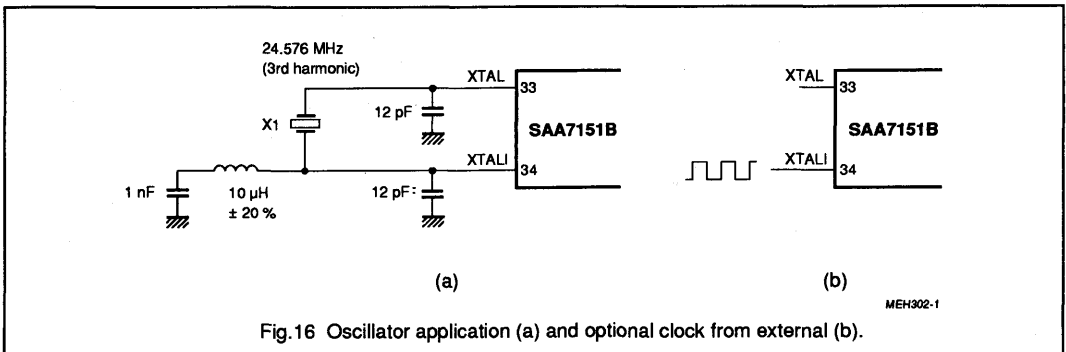 24.576 MHz
(3rd harmonic)
X1
1 nF
10 µH
± 20 %
12 pF
12 pF
XTAL
33
SAA7151B
XTALI
34
(a)
XTAL
33
SAA7151B
XTALI
34
(b)
MEH302-1
Fig.16 Oscillator application (a) and optional clock from external (b).